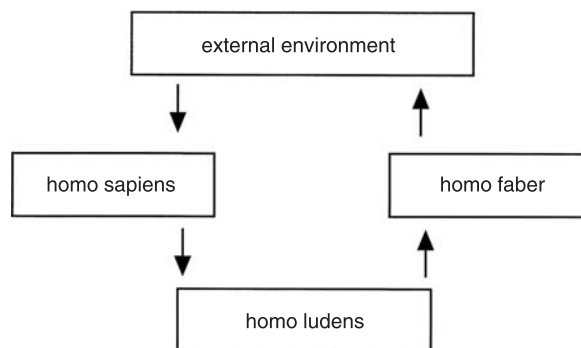 external environment
homo sapiens
homo faber
homo ludens